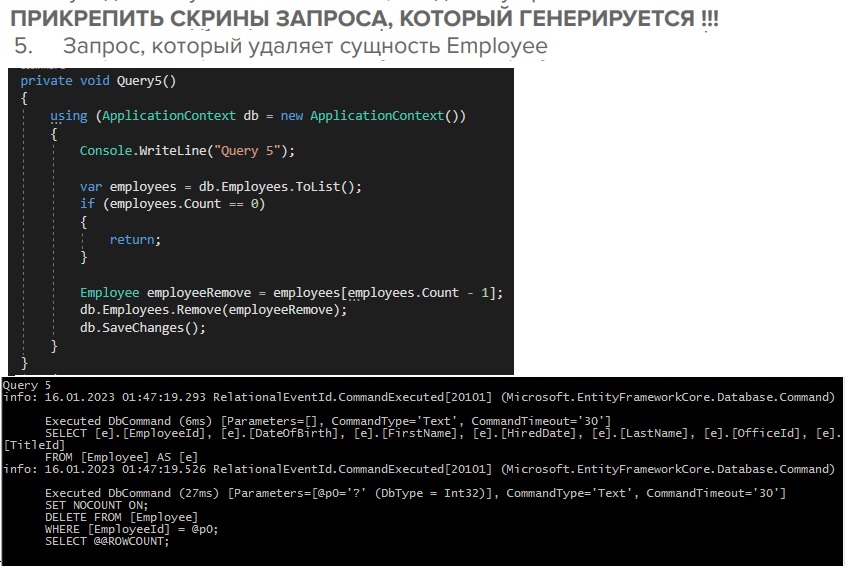 ПРИКРЕПИТЬ СКРИНЫ ЗАПРОСА, КОТОРЫЙ ГЕНЕРИРУЕТСЯ !!!
5. Запрос, который удаляет сущность Employee
private void Query5()
{
using (ApplicationContext db = new ApplicationContext())
{
Console.WriteLine("Query 5");
var employees = db.Employees.ToList();
if (employees.Count == 0)
{
return;
}
Employee employeeRemove = employees[employees.Count - 1];
db.Employees.Remove(employeeRemove);
db.SaveChanges();
}
}
Query 5
info: 16.01.2023 01:47:19.293 RelationalEventId.CommandExecuted[20101] (Microsoft.EntityFrameworkCore.Database.Command)
Executed DbCommand (6ms) [Parameters=[], CommandType='Text', CommandTimeout='30']
SELECT [e].[EmployeeId], [e].[DateOfBirth], [e].[FirstName], [e].[HiredDate], [e].[LastName], [e].[OfficeId], [e].
[TitleId]
FROM [Employee] AS [e]
info: 16.01.2023 01:47:19.526 RelationalEventId.CommandExecuted[20101] (Microsoft.EntityFrameworkCore.Database.Command)
Executed DbCommand (27ms) [Parameters=[@p0='?' (DbType = Int32)], CommandType='Text', CommandTimeout='30']
SET NOCOUNT ON;
DELETE FROM [Employee]
WHERE [EmployeeId] = @p0;
SELECT @@ROWCOUNT;